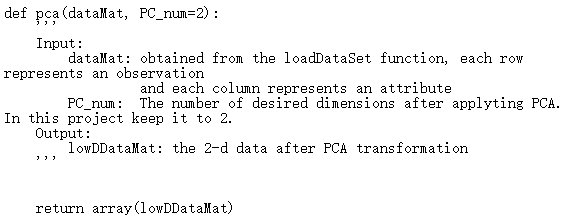 def pca(dataMat, PC_num=2):
'''
Input:
dataMat: obtained from the loadDataSet function, each row
represents an observation
and each column represents an attribute
PC_num: The number of desired dimensions after applyting PCA.
In this project keep it to 2.
Output:
lowDDataMat: the 2-d data after PCA transformation
'''
return array(lowDDataMat)